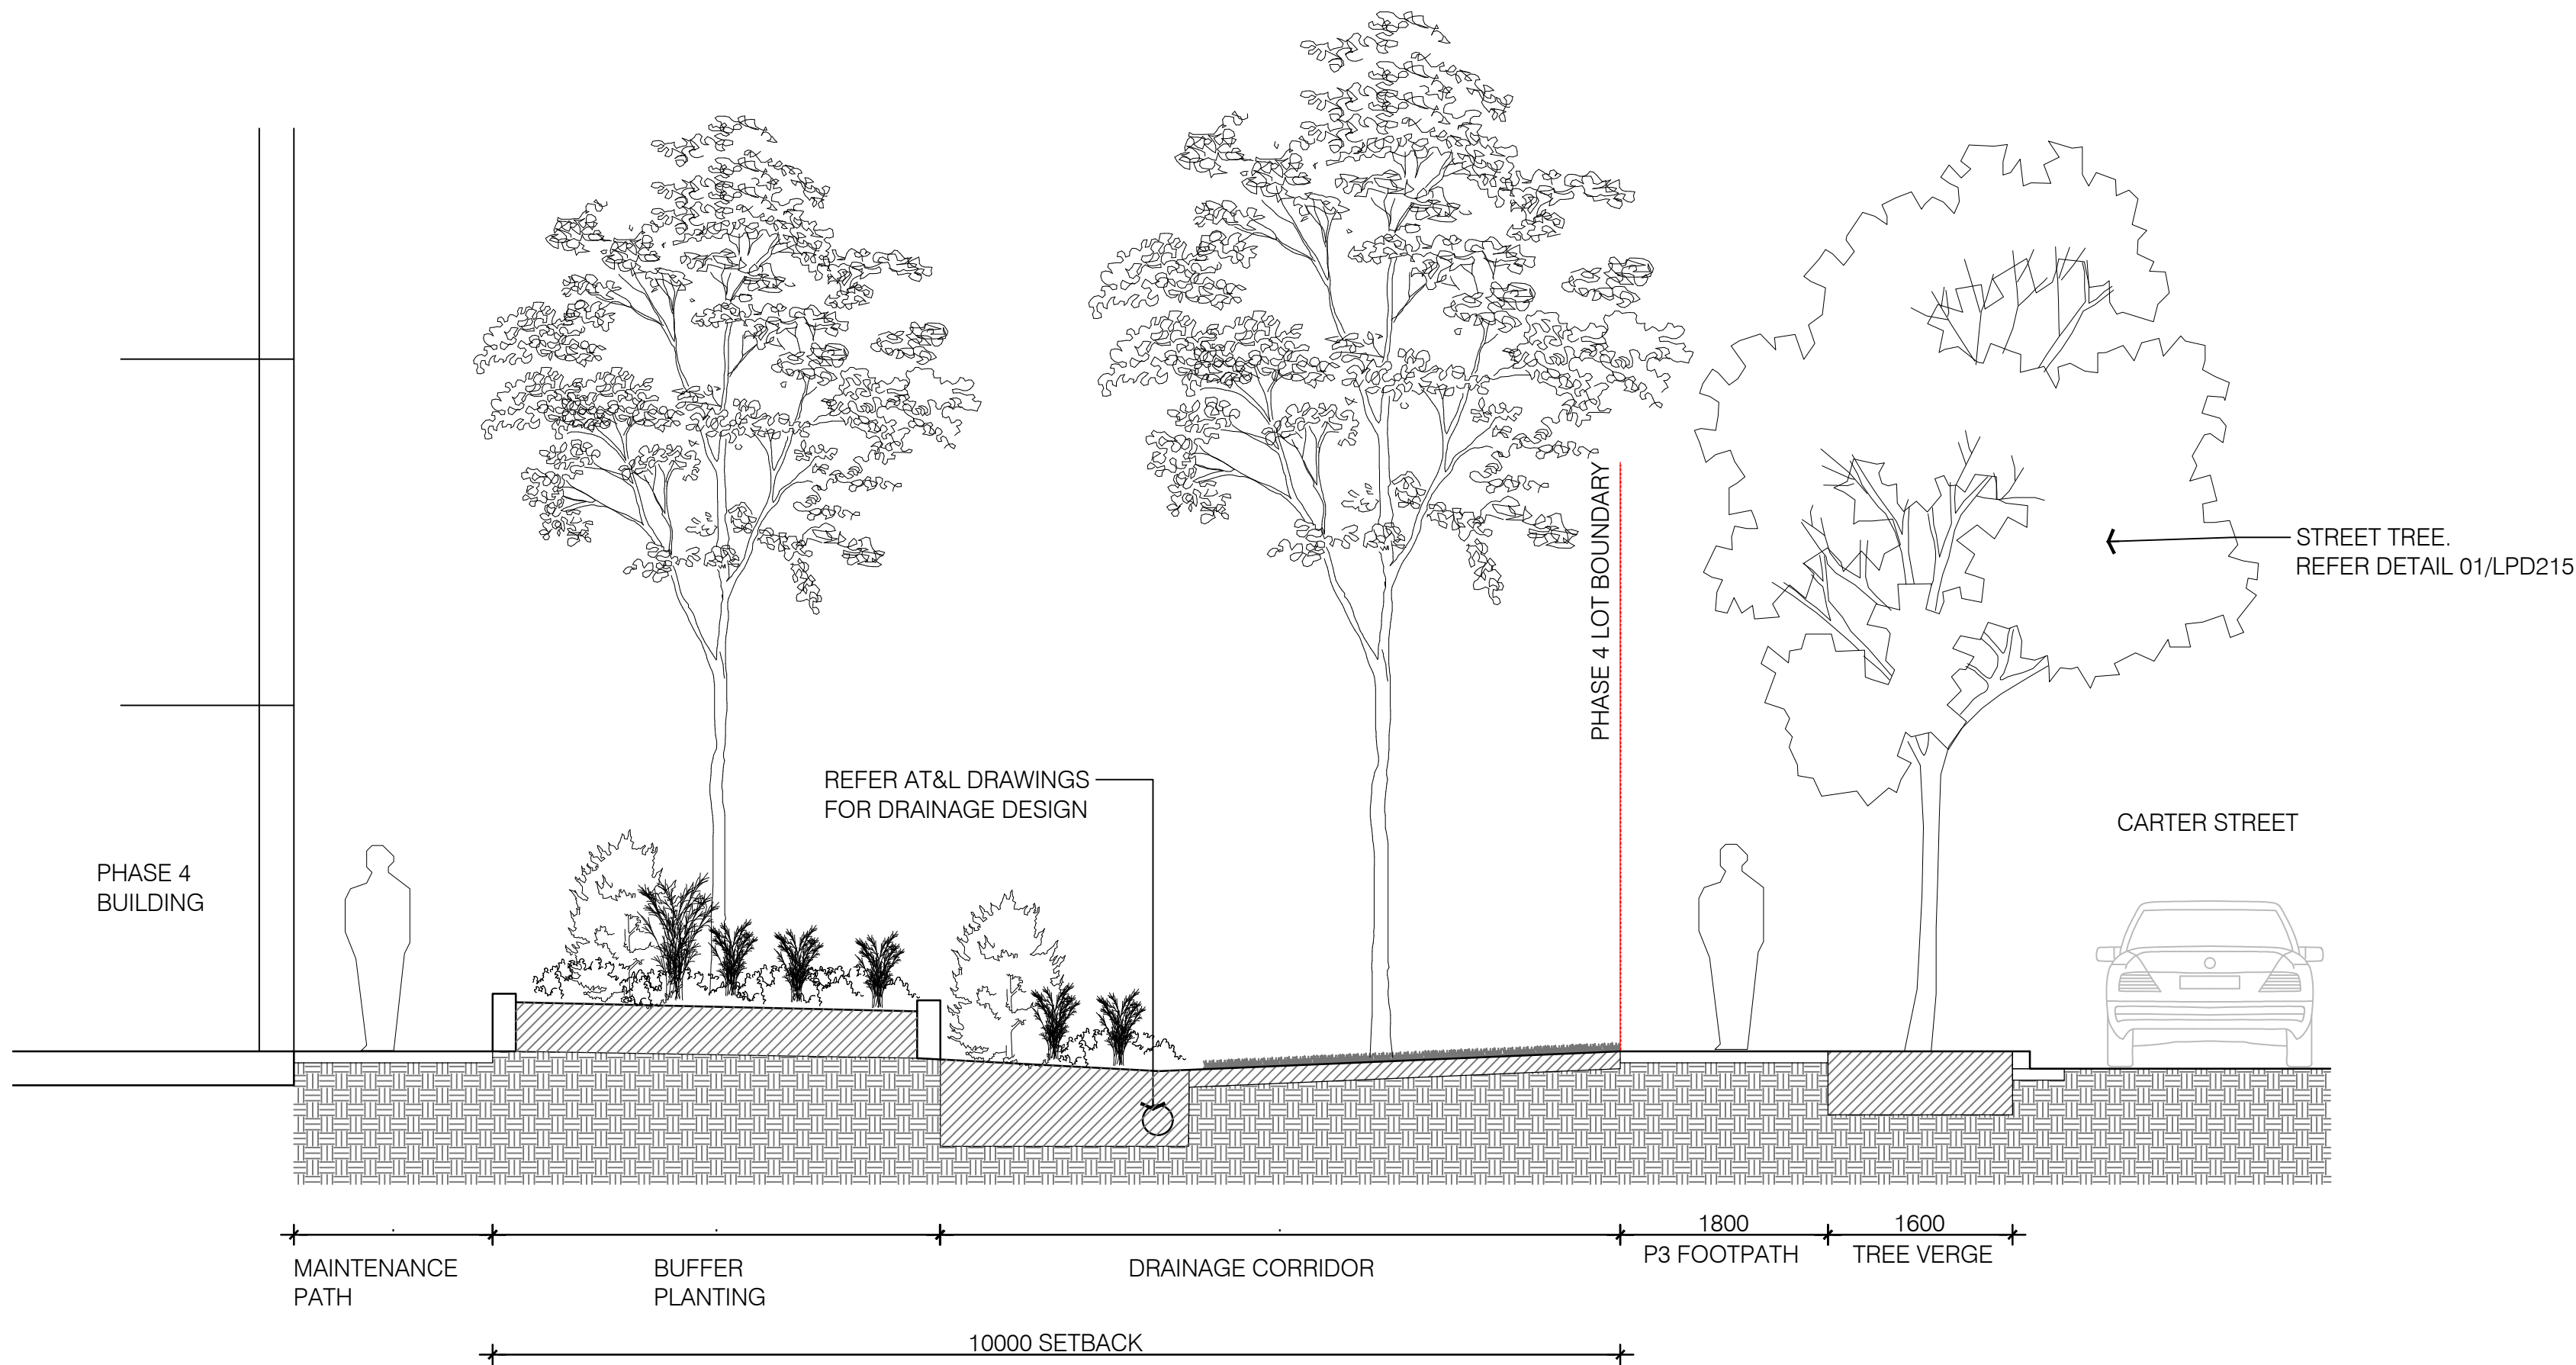 PHASE 4 LOT BOUNDARY
STREET TREE.
REFER DETAIL 01/LPD215
REFER AT&L DRAWINGS
FOR DRAINAGE DESIGN
CARTER STREET
PHASE 4
BUILDING
1800
1600
P3 FOOTPATH
TREE VERGE
MAINTENANCE
PATH
BUFFER
PLANTING
DRAINAGE CORRIDOR
10000 SETBACK